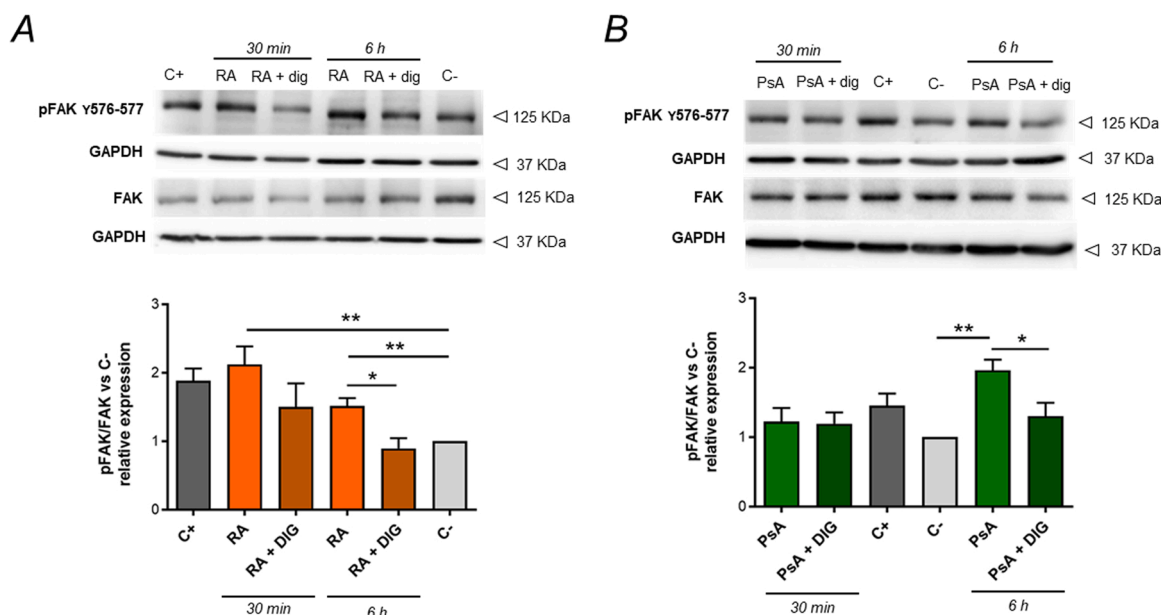 A
30 min
6 h
C+
RA
RA + dig
RA
RA + dig
C-
pFAK Y576-577
◁ 125 KDa
GAPDH
◁ 37 KDa
FAK
◁ 125 KDa
GAPDH
◁ 37 KDa
pFAK/FAK vs C-
relative expression
3
2
1
0
**
**
*
C+
RA
RA + DIG
RA
RA + DIG
C-
30 min
6 h
B
30 min
6 h
PsA
PsA + dig
C+
C-
PsA
PsA + dig
pFAK Y576-577
◁ 125 KDa
GAPDH
◁ 37 KDa
FAK
◁ 125 KDa
GAPDH
◁ 37 KDa
pFAK/FAK vs C-
relative expression
3
2
1
0
**
*
PsA
PsA + DIG
C+
C-
PsA
PsA + DIG
30 min
6 h